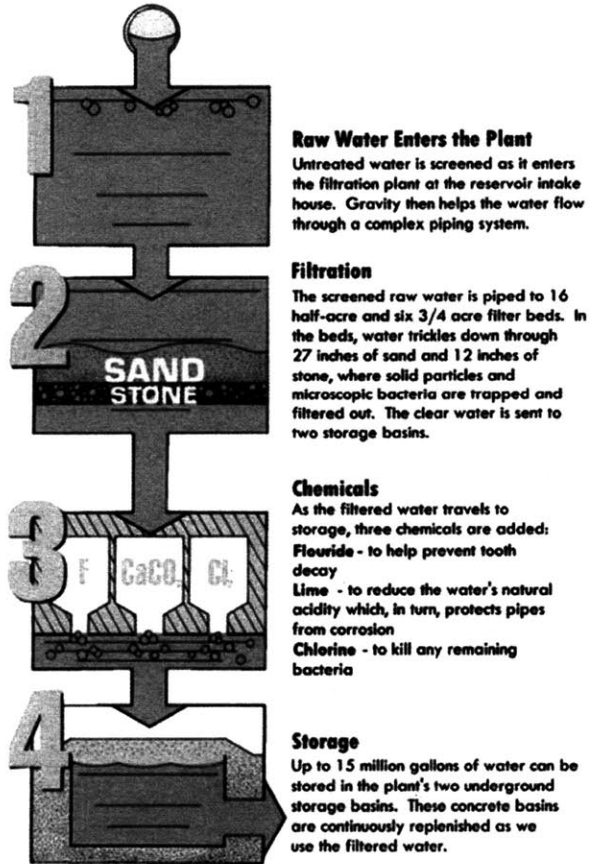 1
Raw Water Enters the Plant
Untreated water is screened as it enters
the filtration plant at the reservoir intake
house. Gravity then helps the water flow
through a complex piping system.
2
SAND
STONE
Filtration
The screened raw water is piped to 16
half-acre and six 3/4 acre filter beds. In
the beds, water trickles down through
27 inches of sand and 12 inches of
stone, where solid particles and
microscopic bacteria are trapped and
filtered out. The clear water is sent to
two storage basins.
3
F CaCO₃ Cl₂
Chemicals
As the filtered water travels to
storage, three chemicals are added:
Flouride - to help prevent tooth
decay
Lime - to reduce the water's natural
acidity which, in turn, protects pipes
from corrosion
Chlorine - to kill any remaining
bacteria
4
Storage
Up to 15 million gallons of water can be
stored in the plant's two underground
storage basins. These concrete basins
are continuously replenished as we
use the filtered water.